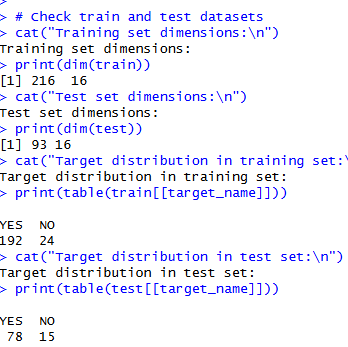 >
> # Check train and test datasets
> cat("Training set dimensions:\n")
Training set dimensions:
> print(dim(train))
[1] 216  16
> cat("Test set dimensions:\n")
Test set dimensions:
> print(dim(test))
[1] 93 16
> cat("Target distribution in training set:\
Target distribution in training set:
> print(table(train[[target_name]]))

YES  NO
192  24
> cat("Target distribution in test set:\n")
Target distribution in test set:
> print(table(test[[target_name]]))

YES  NO
 78  15